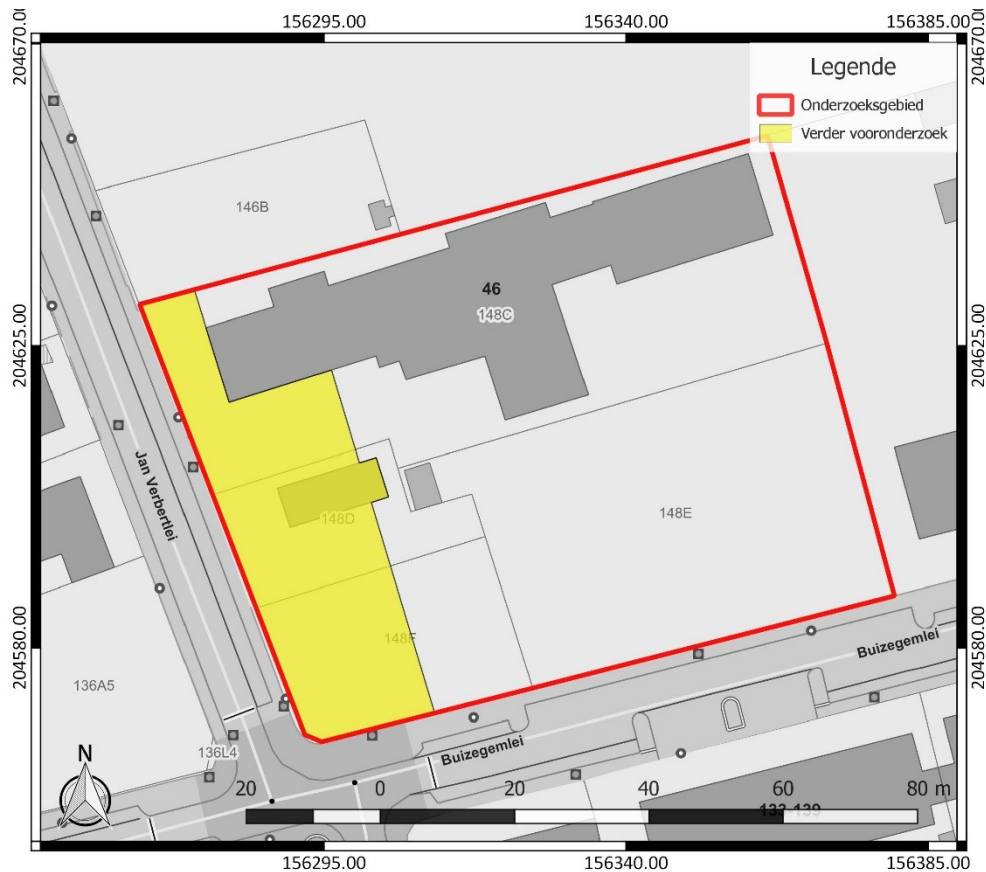 156295.00 156340.00 156385.00
204670.00 204670.00
Legende
Onderzoeksgebied
Verder vooronderzoek
146B
46
148C
204625.00 204625.00
Jan Verbertlei
148D
148E
148F
204580.00 204580.00
Buizegemlei
136A5
136L4
Buizegemlei
N
20 0 20 40 60 80 m
133-139
156295.00 156340.00 156385.00